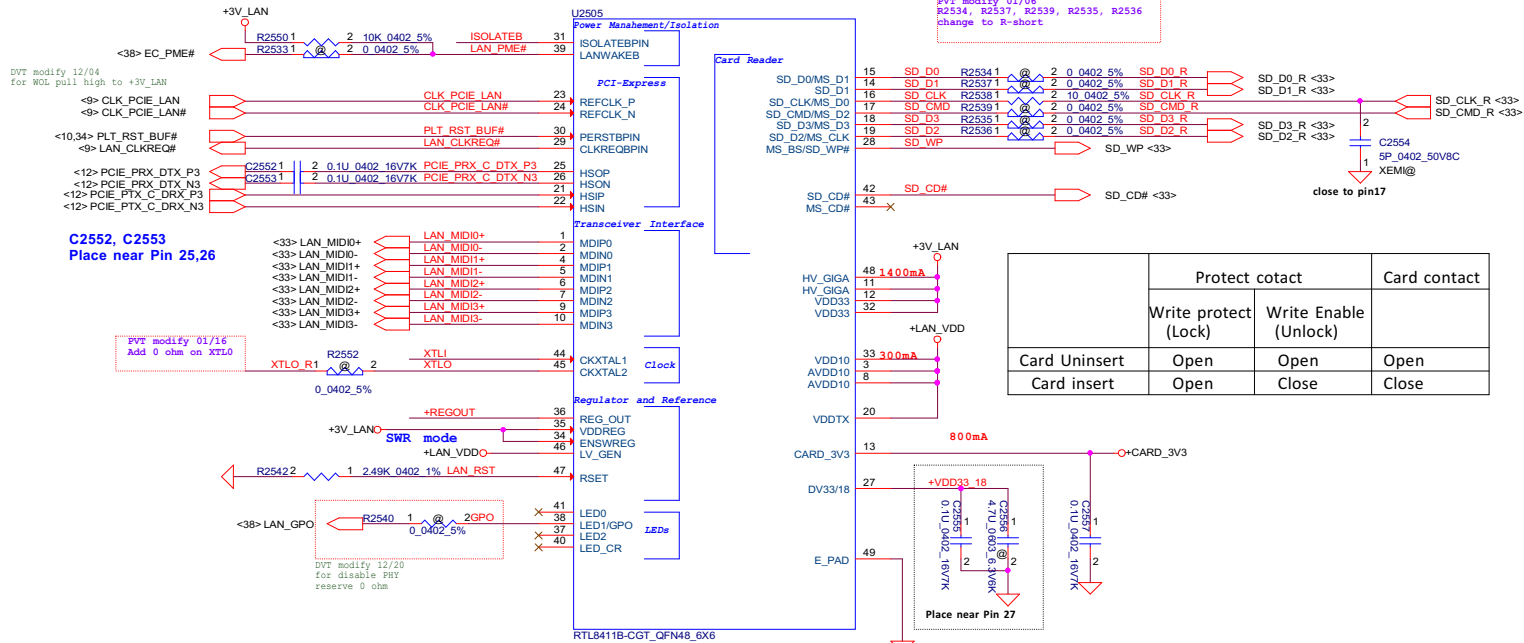 PVT modify 01/06
R2534, R2537, R2539, R2535, R2536
change to R-short
+3V_LAN
U2505
Power Manahement/Isolation
R2550 1 2 10K_0402_5% ISOLATEB 31 ISOLATEBPIN
<38> EC_PME# R2533 1 @ 2 0_0402_5% LAN_PME# 39 LANWAKEB
DVT modify 12/04
for WOL pull high to +3V_LAN
PCI-Express
<9> CLK_PCIE_LAN CLK_PCIE_LAN 23 REFCLK_P
<9> CLK_PCIE_LAN# CLK_PCIE_LAN# 24 REFCLK_N
<10,34> PLT_RST_BUF# PLT_RST_BUF# 30 PERSTBPIN
<9> LAN_CLKREQ# LAN_CLKREQ# 29 CLKREQBPIN
<12> PCIE_PRX_DTX_P3 C2552 1 2 0.1U_0402_16V7K PCIE_PRX_C_DTX_P3 25 HSOP
<12> PCIE_PRX_DTX_N3 C2553 1 2 0.1U_0402_16V7K PCIE_PRX_C_DTX_N3 26 HSON
<12> PCIE_PTX_C_DRX_P3 21 HSIP
<12> PCIE_PTX_C_DRX_N3 22 HSIN
C2552, C2553
Place near Pin 25,26
Transceiver Interface
<33> LAN_MIDI0+ LAN_MIDI0+ 1 MDIP0
<33> LAN_MIDI0- LAN_MIDI0- 2 MDIN0
<33> LAN_MIDI1+ LAN_MIDI1+ 4 MDIP1
<33> LAN_MIDI1- LAN_MIDI1- 5 MDIN1
<33> LAN_MIDI2+ LAN_MIDI2+ 6 MDIP2
<33> LAN_MIDI2- LAN_MIDI2- 7 MDIN2
<33> LAN_MIDI3+ LAN_MIDI3+ 9 MDIP3
<33> LAN_MIDI3- LAN_MIDI3- 10 MDIN3
PVT modify 01/16
Add 0 ohm on XTL0
XTLI 44 CKXTAL1
XTLO_R 1 R2552 @ 2 XTLO 45 CKXTAL2
0_0402_5%
Clock
Regulator and Reference
+REGOUT 36 REG_OUT
+3V_LAN 35 VDDREG
SWR mode 34 ENSWREG
+LAN_VDD 46 LV_GEN
R2542 2 1 2.49K_0402_1% LAN_RST 47 RSET
41 LED0
<38> LAN_GPO R2540 1 @ 2 GPO 38 LED1/GPO
0_0402_5%
37 LED2
40 LED_CR
LEDs
DVT modify 12/20
for disable PHY
reserve 0 ohm
RTL8411B-CGT_QFN48_6X6
Card Reader
SD_D0/MS_D1 15 SD_D0 R2534 1 @ 2 0_0402_5% SD_D0_R SD_D0_R <33>
SD_D1 14 SD_D1 R2537 1 @ 2 0_0402_5% SD_D1_R SD_D1_R <33>
SD_CLK/MS_D0 16 SD_CLK R2538 1 2 10_0402_5% SD_CLK_R SD_CLK_R <33>
SD_CMD/MS_D2 17 SD_CMD R2539 1 @ 2 0_0402_5% SD_CMD_R SD_CMD_R <33>
SD_D3/MS_D3 18 SD_D3 R2535 1 @ 2 0_0402_5% SD_D3_R SD_D3_R <33>
SD_D2/MS_CLK 19 SD_D2 R2536 1 @ 2 0_0402_5% SD_D2_R SD_D2_R <33>
MS_BS/SD_WP# 28 SD_WP SD_WP <33>
2
C2554
5P_0402_50V8C
1 XEMI@
close to pin17
SD_CD# 42 SD_CD# SD_CD# <33>
MS_CD# 43
+3V_LAN
HV_GIGA 48 1400mA
HV_GIGA 11
VDD33 12
VDD33 32
+LAN_VDD
VDD10 33 300mA
AVDD10 3
AVDD10 8
VDDTX 20
800mA
CARD_3V3 13 +CARD_3V3
DV33/18 27 +VDD33_18
C2555 0.1U_0402_16V7K 1 2
C2556 4.7U_0603_6.3V6K 1 @ 2
C2557 0.1U_0402_16V7K 1 2
Place near Pin 27
E_PAD 49
Protect cotact Card contact
Write protect (Lock) Write Enable (Unlock)
Card Uninsert Open Open Open
Card insert Open Close Close